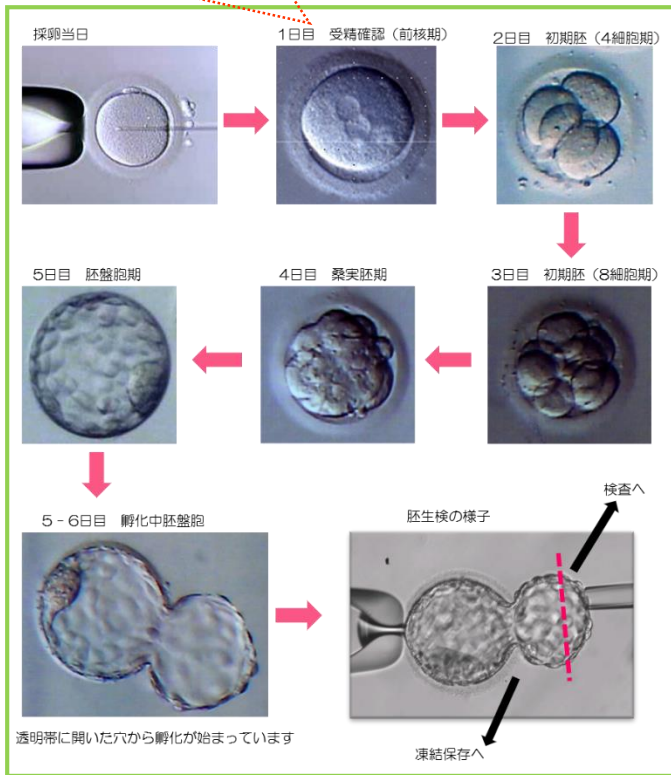 採卵当日
1日目 受精確認（前核期）
2日目 初期胚（4細胞期）
5日目 胚盤胞期
4日目 桑実胚期
3日目 初期胚（8細胞期）
5-6日目 孵化中胚盤胞
胚生検の様子
検査へ
透明帯に開いた穴から孵化が始まっています
凍結保存へ